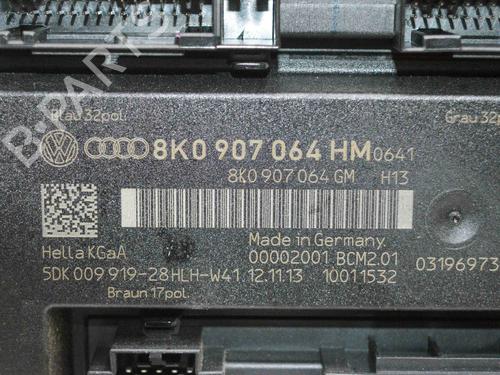 B-PARTS
Blau 32pol.
Grau 32p
8K0 907 064 HM 0641
8K0 907 064 GM H13
Made in Germany.
Hella KGaA
00002001 BCM2.01
03196973
5DK 009 919-28 HLH-W41 12.11.13 10011532
Braun 17pol.